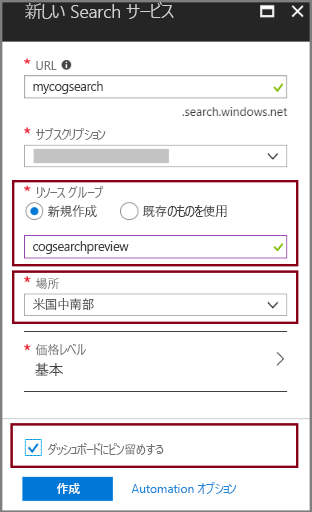 新しい Search サービス
* URL
mycogsearch
.search.windows.net
* サブスクリプション
* リソース グループ
新規作成 既存のものを使用
cogsearchpreview
* 場所
米国中南部
* 価格レベル
基本
ダッシュボードにピン留めする
作成 Automation オプション